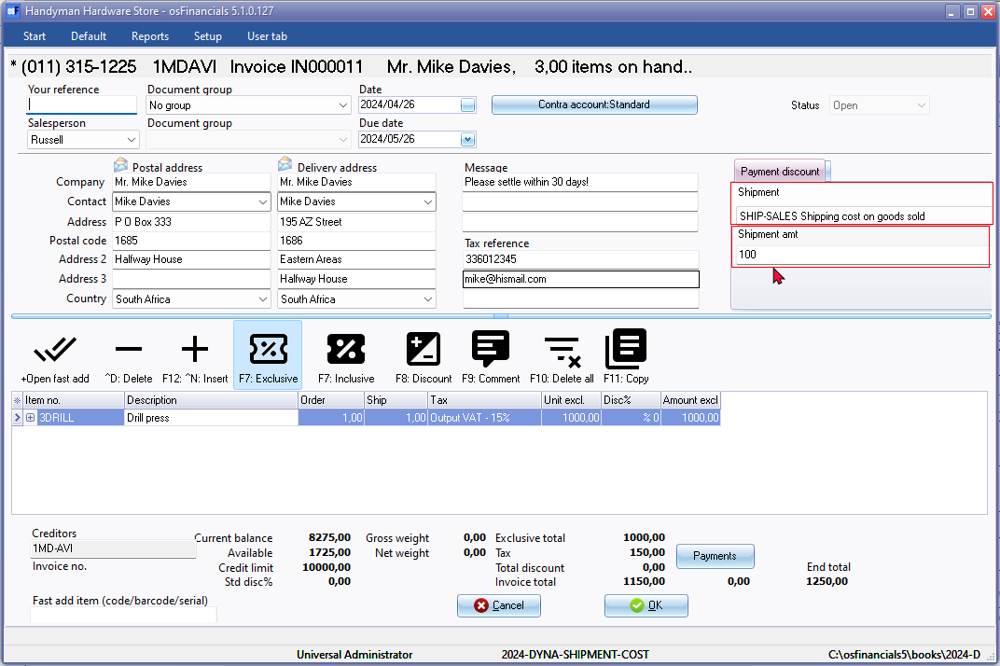 Handyman Hardware Store - osFinancials 5.1.0.127
Start Default Reports Setup User tab
* (011) 315-1225 1MDAVI Invoice IN000011 Mr. Mike Davies, 3,00 items on hand..
Your reference Document group Date
No group 2024/04/26 Contra account:Standard Status Open
Salesperson Document group Due date
Russell 2024/05/26
Postal address Delivery address Message Payment discount
Company Mr. Mike Davies Mr. Mike Davies Please settle within 30 days!
Shipment
Contact Mike Davies Mike Davies
Address P O Box 333 195 AZ Street SHIP-SALES Shipping cost on goods sold
Postal code 1685 1686 Tax reference Shipment amt
Address 2 Halfway House Eastern Areas 336012345 100
Address 3 Halfway House mike@hismail.com
Country South Africa South Africa
+Open fast add ^D: Delete F12: ^N: Insert F7: Exclusive F7: Inclusive F8: Discount F9: Comment F10: Delete all F11: Copy
Item no. Description Order Ship Tax Unit excl. Disc% Amount excl
3DRILL Drill press 1,00 1,00 Output VAT - 15% 1000,00 % 0 1000,00
Creditors
1MD-AVI
Invoice no.
Current balance 8275,00 Gross weight 0,00 Exclusive total 1000,00
Available 1725,00 Net weight 0,00 Tax 150,00 Payments
Credit limit 10000,00 Total discount 0,00 End total
Std disc% 0,00 Invoice total 1150,00 0,00 1250,00
Fast add item (code/barcode/serial)
Cancel OK
Universal Administrator 2024-DYNA-SHIPMENT-COST C:\osfinancials5\books\2024-D